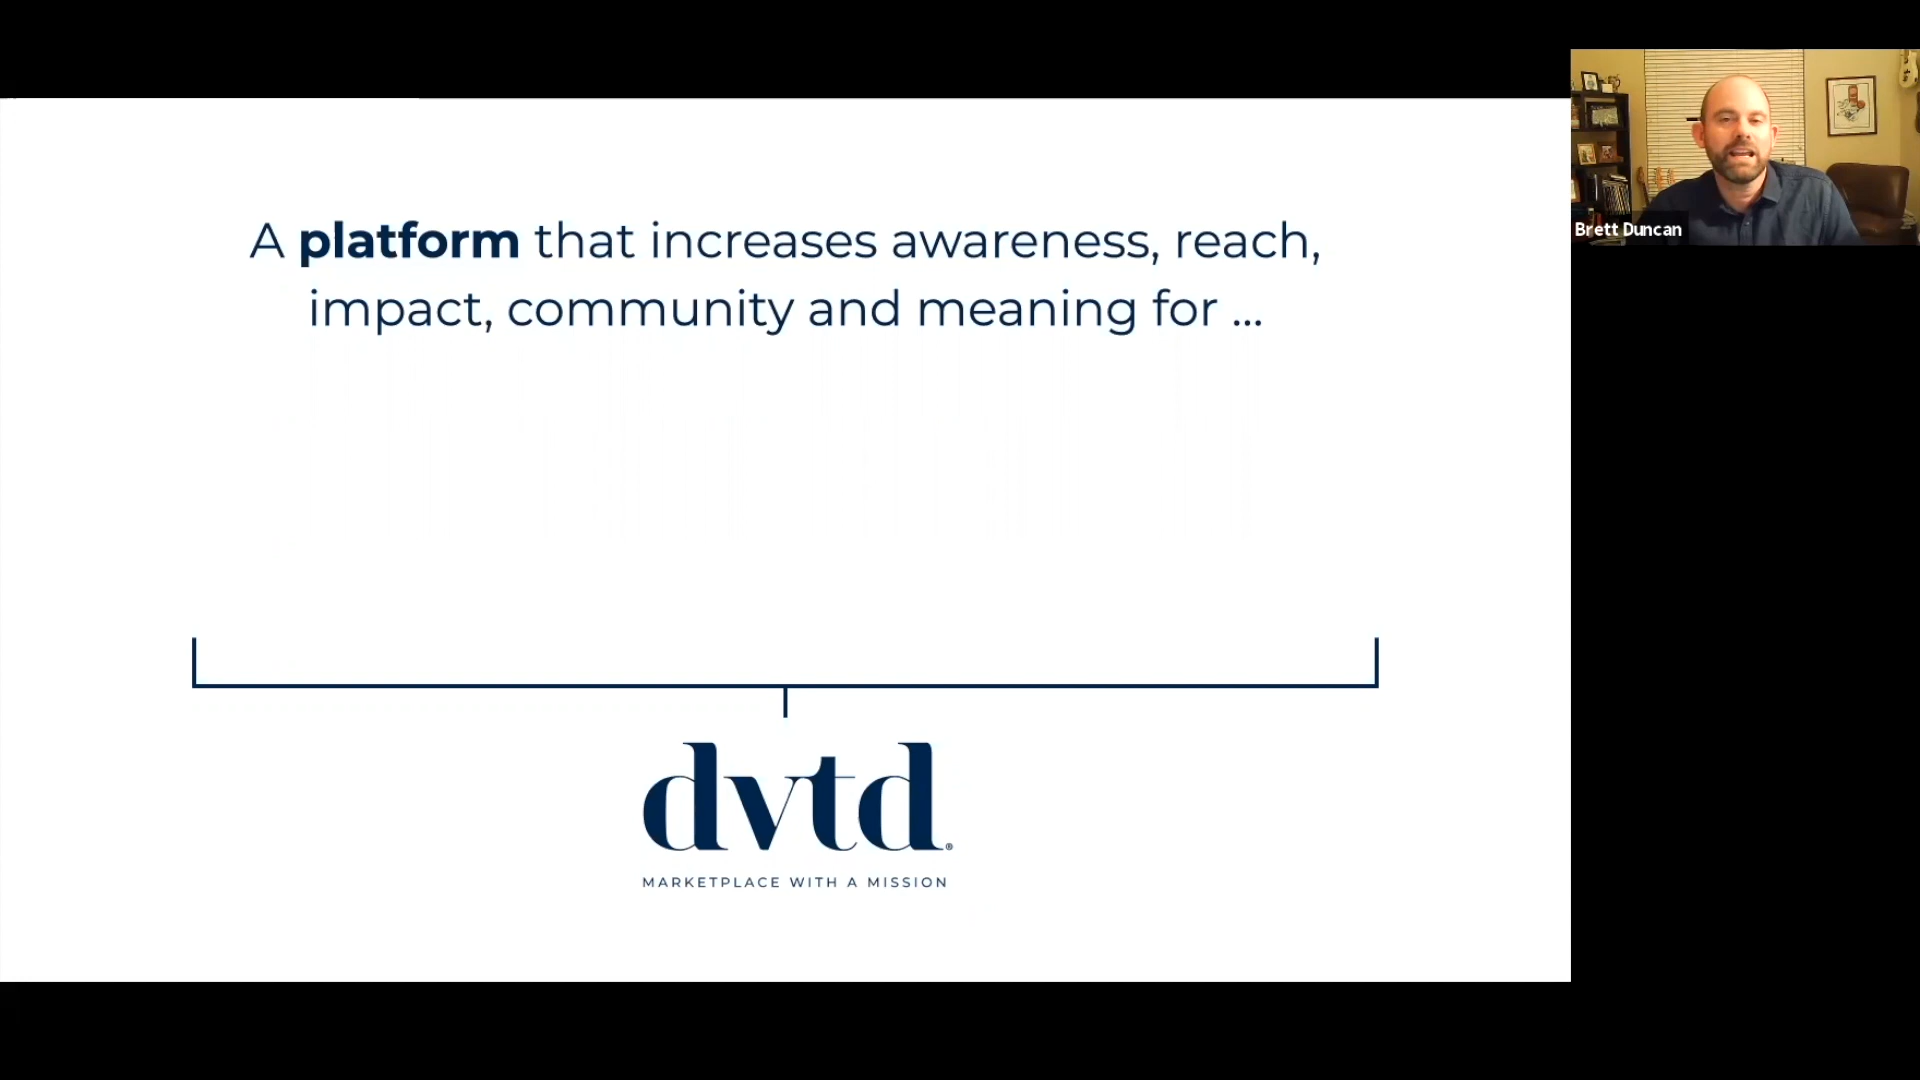 A platform that increases awareness, reach,
impact, community and meaning for ...
dvtd®
MARKETPLACE WITH A MISSION
Brett Duncan